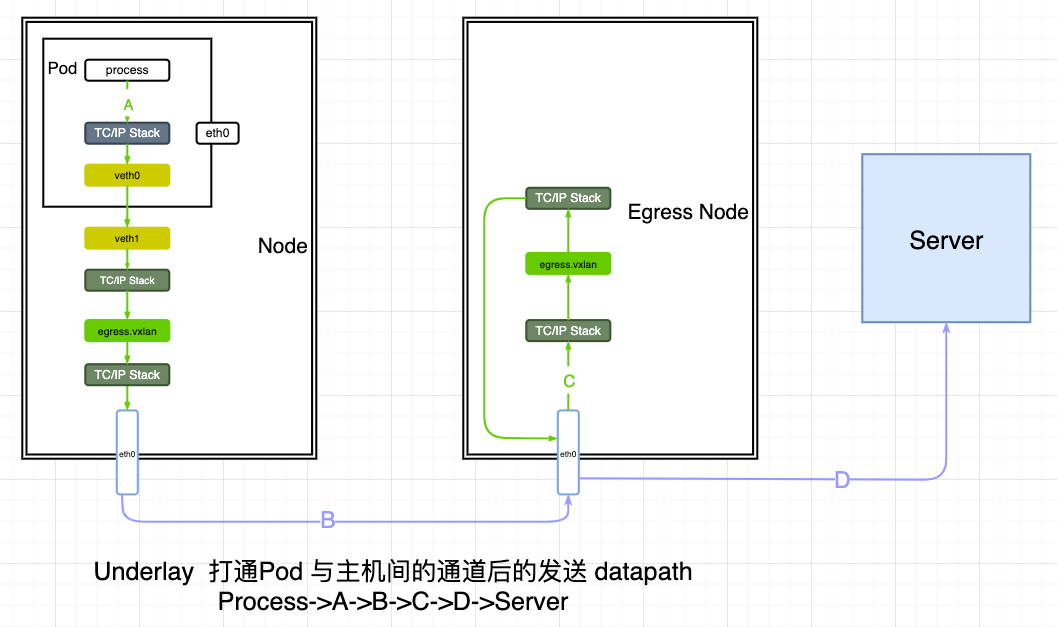 Pod
process
A
TC/IP Stack
eth0
veth0
veth1
Node
TC/IP Stack
egress.vxlan
TC/IP Stack
eth0
TC/IP Stack
Egress Node
egress.vxlan
TC/IP Stack
C
eth0
Server
B
D
Underlay 打通Pod 与主机间的通道后的发送 datapath
Process->A->B->C->D->Server